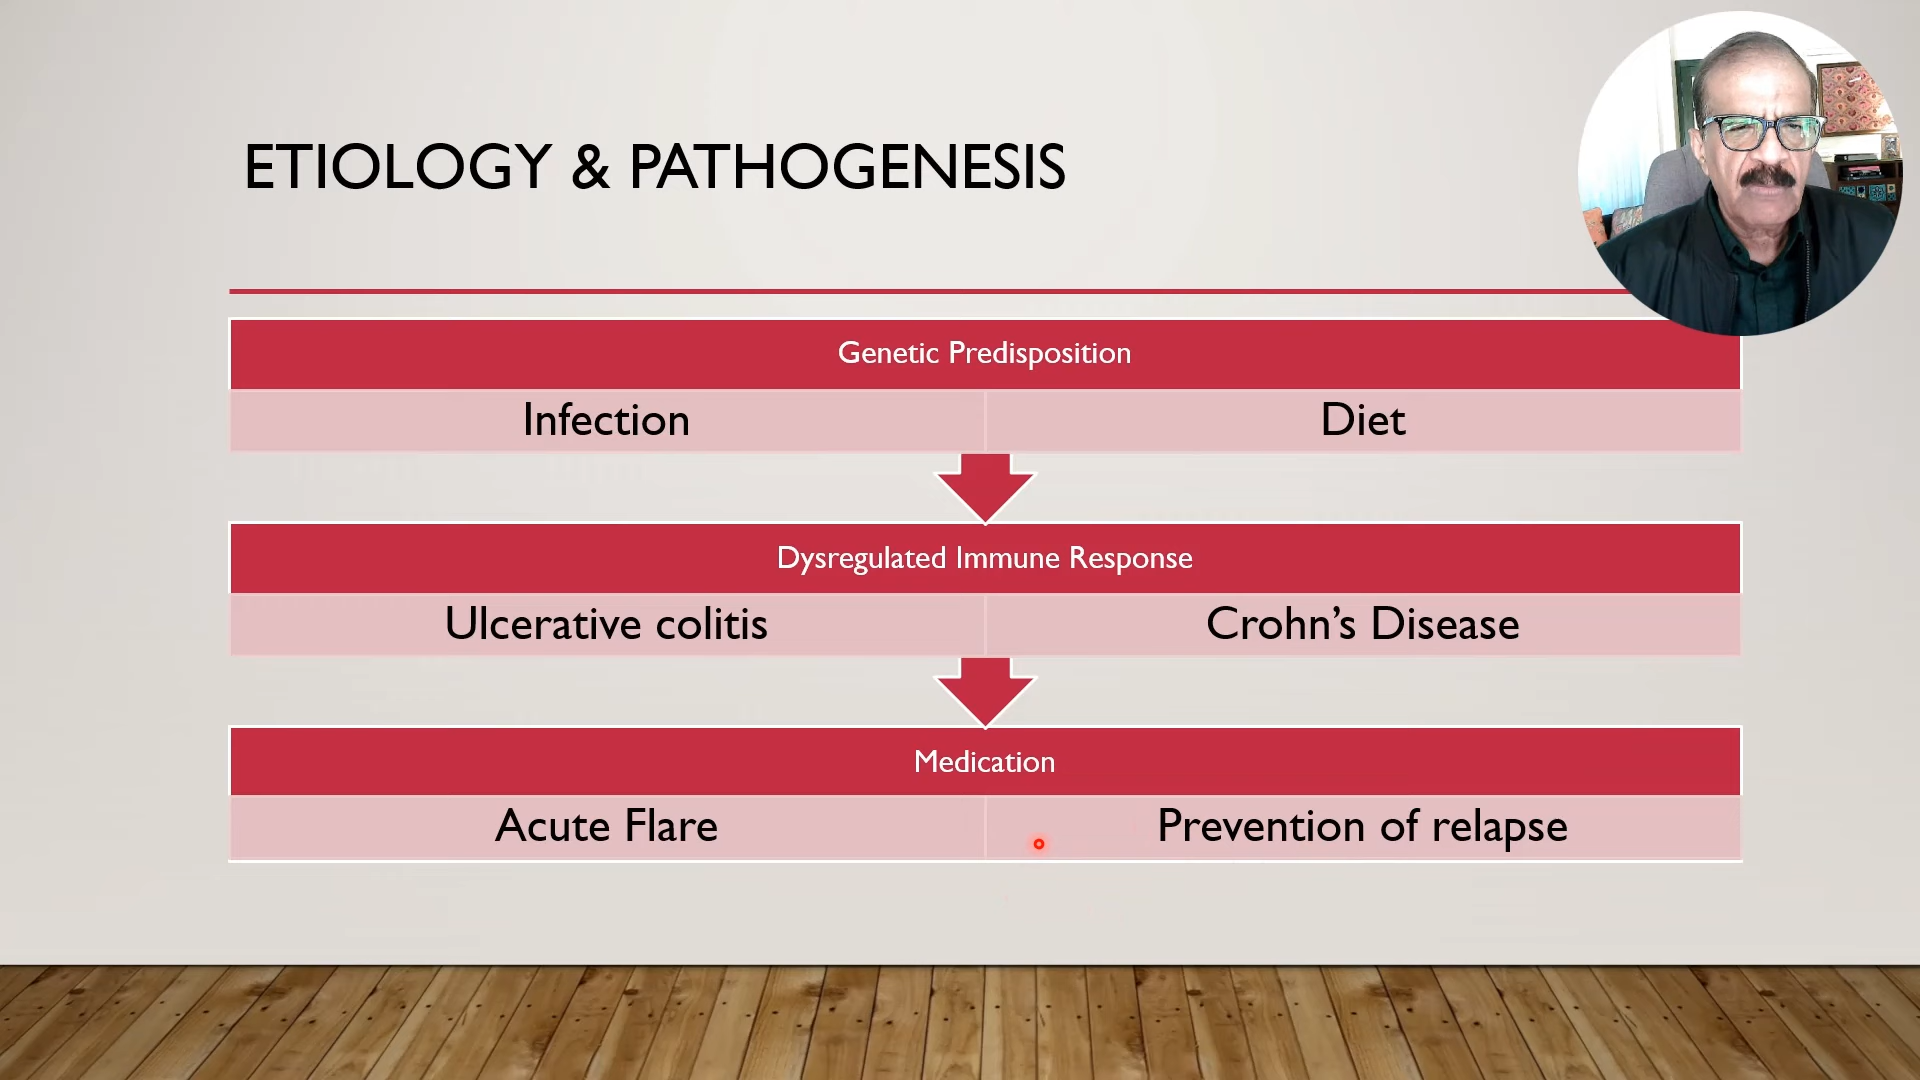 ETIOLOGY & PATHOGENESIS
Genetic Predisposition
Infection
Diet
Dysregulated Immune Response
Ulcerative colitis
Crohn’s Disease
Medication
Acute Flare
Prevention of relapse